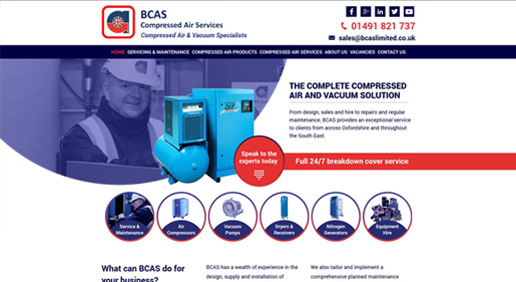 BCAS
Compressed Air Services
Compressed Air & Vacuum Specialists
01491 821 737
sales@bcaslimited.co.uk
HOME SERVICING & MAINTENANCE COMPRESSED AIR PRODUCTS COMPRESSED AIR SERVICES ABOUT US VACANCIES CONTACT US
THE COMPLETE COMPRESSED
AIR AND VACUUM SOLUTION
From design, sales and hire to repairs and regular
maintenance, BCAS provides an exceptional service
to clients from across Oxfordshire and throughout
the South East.
Speak to the
experts today
Full 24/7 breakdown cover service
Service &
Maintenance
Air
Compressors
Vacuum
Pumps
Dryers &
Receivers
Nitrogen
Generators
Equipment
Hire
What can BCAS do for
your business?
BCAS has a wealth of experience in the
design, supply and installation of
We also tailor and implement a
comprehensive planned maintenance